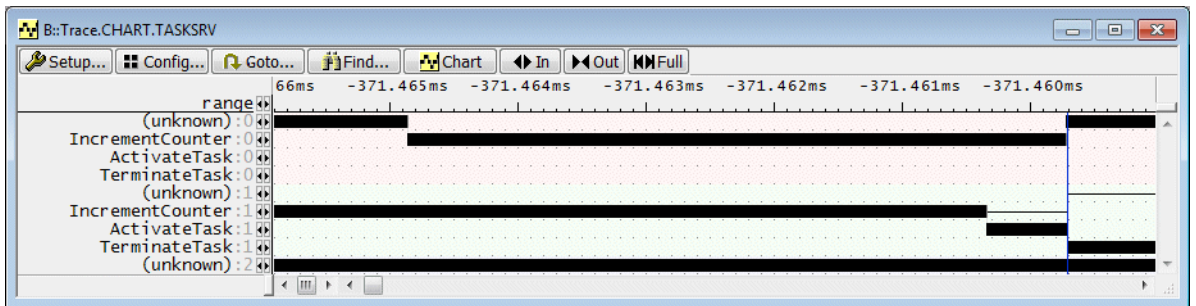 B::Trace.CHART.TASKSRV
Setup... Config... Goto... Find... Chart In Out Full
66ms -371.465ms -371.464ms -371.463ms -371.462ms -371.461ms -371.460ms
range
(unknown):0
IncrementCounter:0
ActivateTask:0
TerminateTask:0
(unknown):1
IncrementCounter:1
ActivateTask:1
TerminateTask:1
(unknown):2